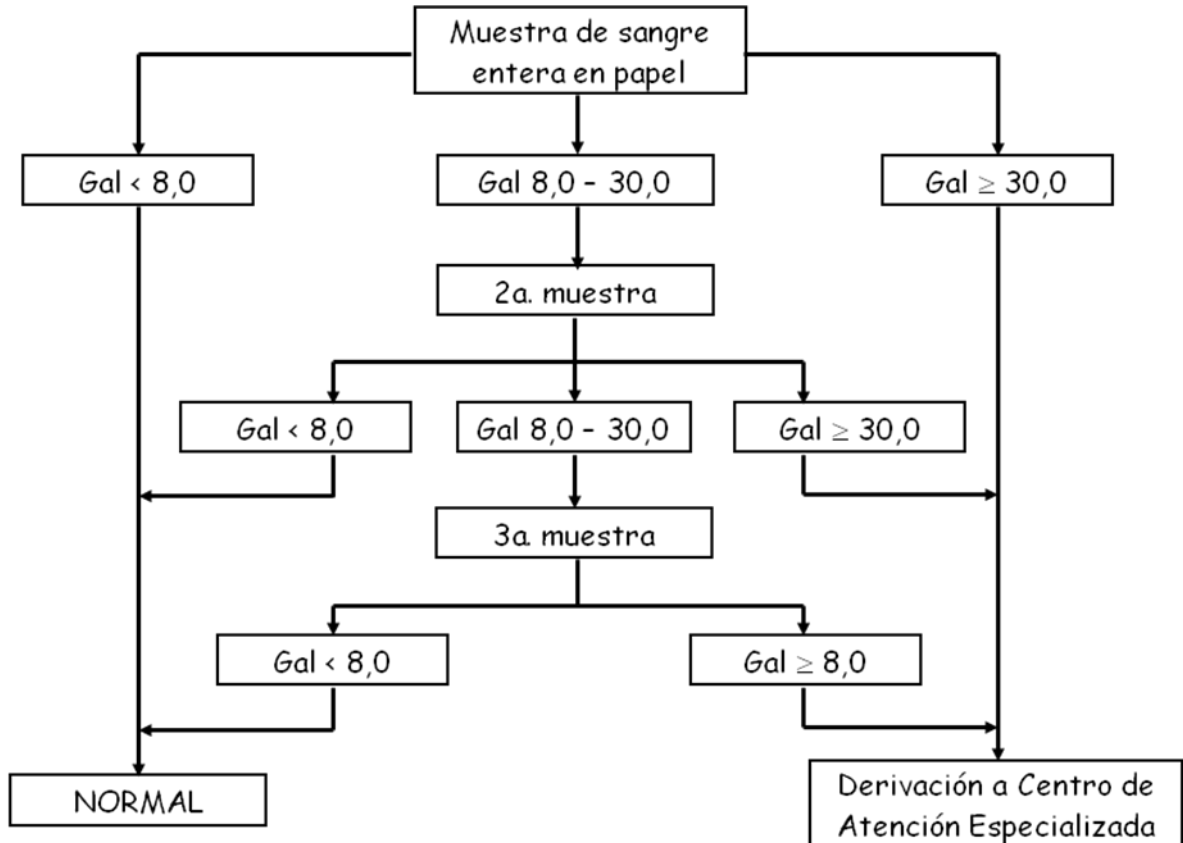 Muestra de sangre
entera en papel
Gal < 8,0
Gal 8,0 - 30,0
Gal ≥ 30,0
2a. muestra
Gal < 8,0
Gal 8,0 - 30,0
Gal ≥ 30,0
3a. muestra
Gal < 8,0
Gal ≥ 8,0
NORMAL
Derivación a Centro de
Atención Especializada